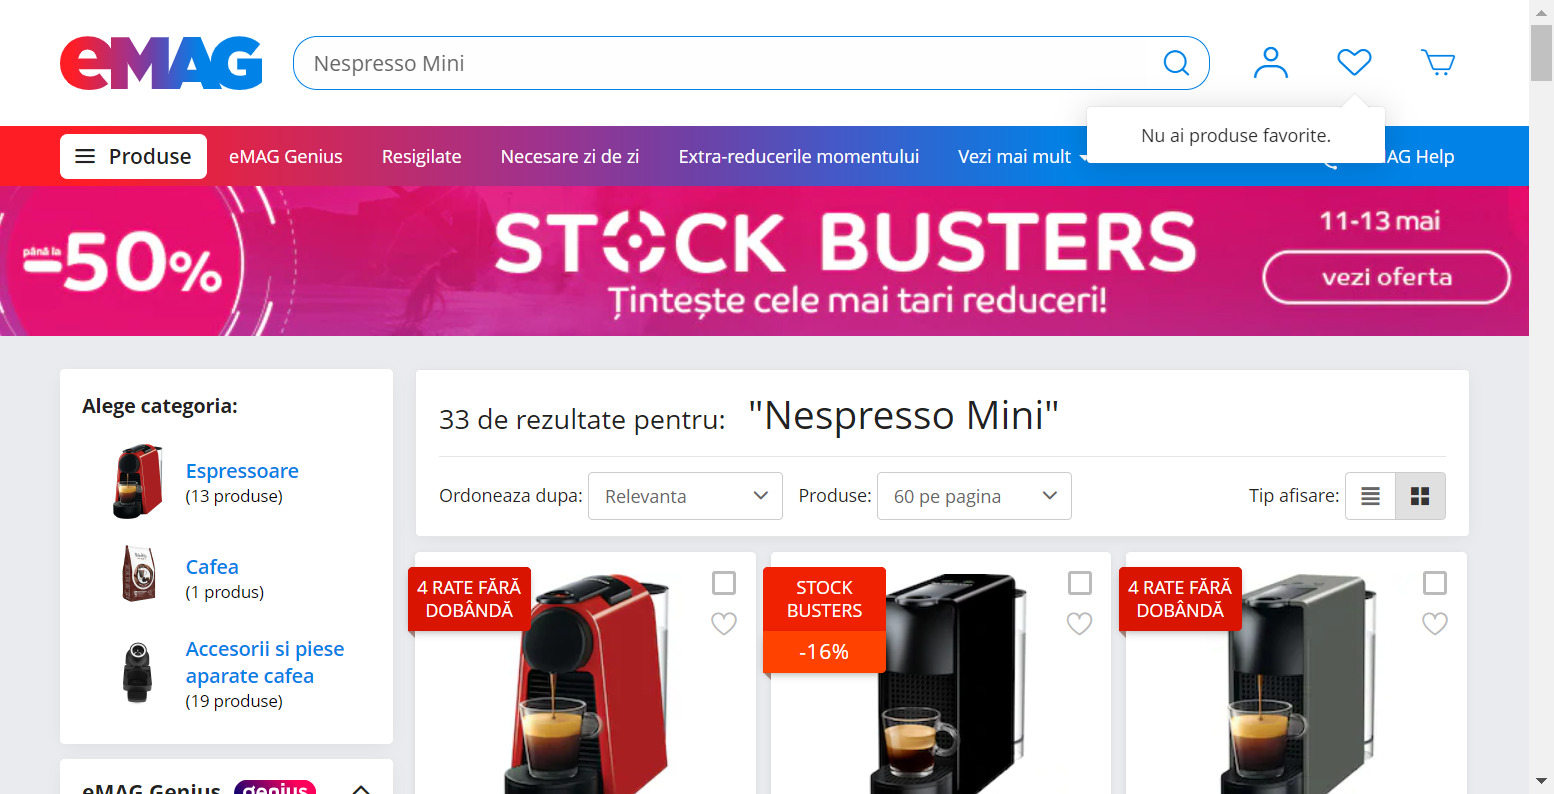 eMAG
Nespresso Mini
Nu ai produse favorite.
Produse
eMAG Genius
Resigilate
Necesare zi de zi
Extra-reducerile momentului
Vezi mai mult
AG Help
până la
-50%
STOCK BUSTERS
Țintește cele mai tari reduceri!
11-13 mai
vezi oferta
Alege categoria:
Espressoare
(13 produse)
Cafea
(1 produs)
Accesorii si piese
aparate cafea
(19 produse)
eMAG Genius genius
33 de rezultate pentru: "Nespresso Mini"
Ordoneaza dupa: Relevanta
Produse: 60 pe pagina
Tip afisare:
4 RATE FĂRĂ
DOBÂNDĂ
STOCK
BUSTERS
-16%
4 RATE FĂRĂ
DOBÂNDĂ